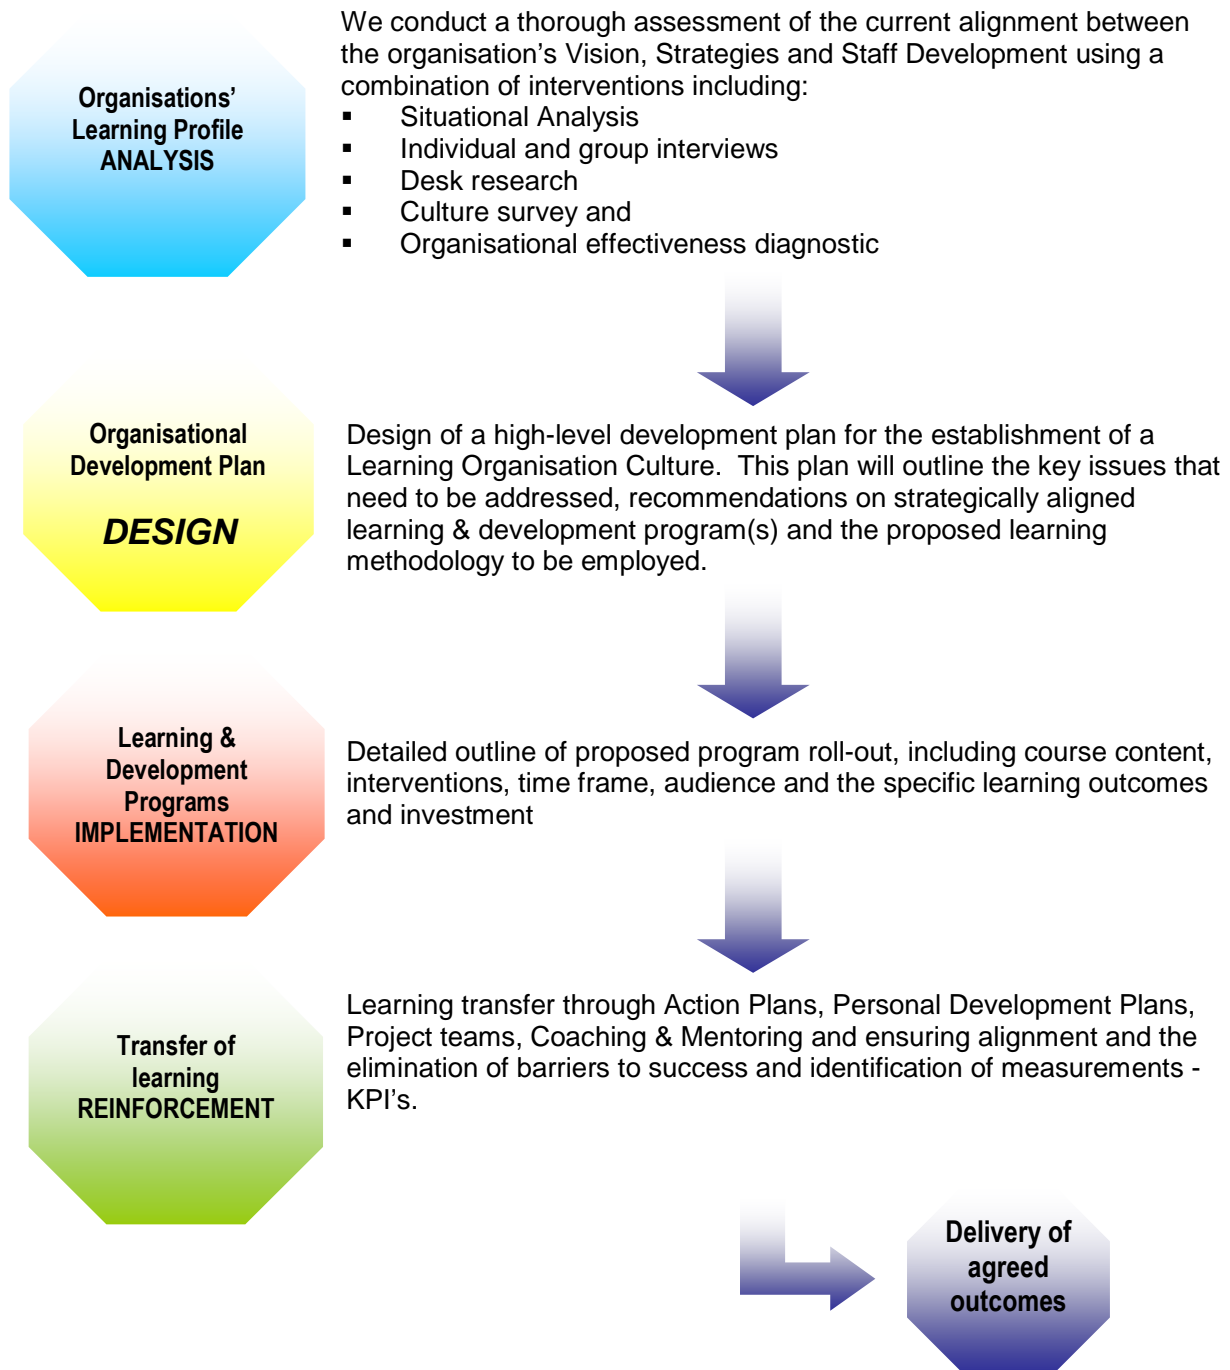 Organisations’
Learning Profile
ANALYSIS
We conduct a thorough assessment of the current alignment between
the organisation’s Vision, Strategies and Staff Development using a
combination of interventions including:
▪ Situational Analysis
▪ Individual and group interviews
▪ Desk research
▪ Culture survey and
▪ Organisational effectiveness diagnostic
Organisational
Development Plan
DESIGN
Design of a high-level development plan for the establishment of a
Learning Organisation Culture.  This plan will outline the key issues that
need to be addressed, recommendations on strategically aligned
learning & development program(s) and the proposed learning
methodology to be employed.
Learning &
Development
Programs
IMPLEMENTATION
Detailed outline of proposed program roll-out, including course content,
interventions, time frame, audience and the specific learning outcomes
and investment
Transfer of
learning
REINFORCEMENT
Learning transfer through Action Plans, Personal Development Plans,
Project teams, Coaching & Mentoring and ensuring alignment and the
elimination of barriers to success and identification of measurements -
KPI’s.
Delivery of
agreed
outcomes